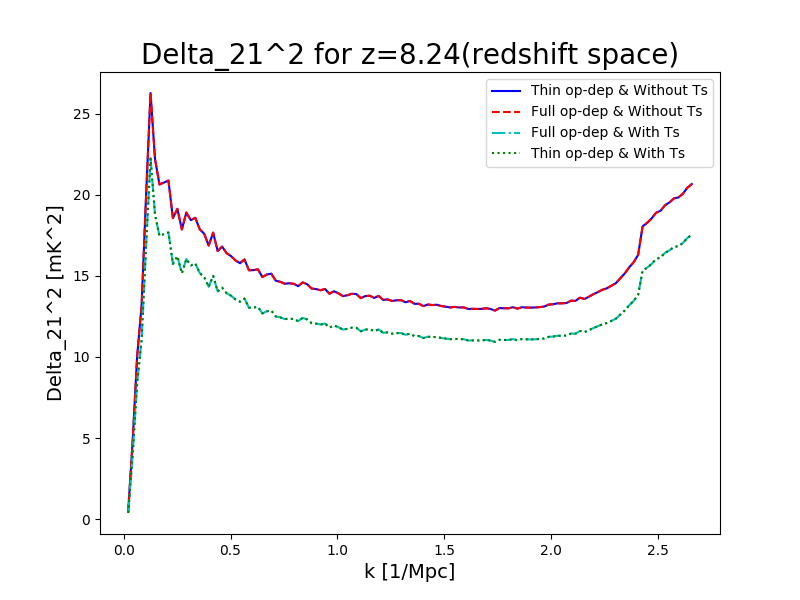 Delta_21^2 for z=8.24(redshift space)
Thin op-dep & Without Ts
Full op-dep & Without Ts
Full op-dep & With Ts
Thin op-dep & With Ts
Delta_21^2 [mK^2]
25
20
15
10
5
0
0.0 0.5 1.0 1.5 2.0 2.5
k [1/Mpc]